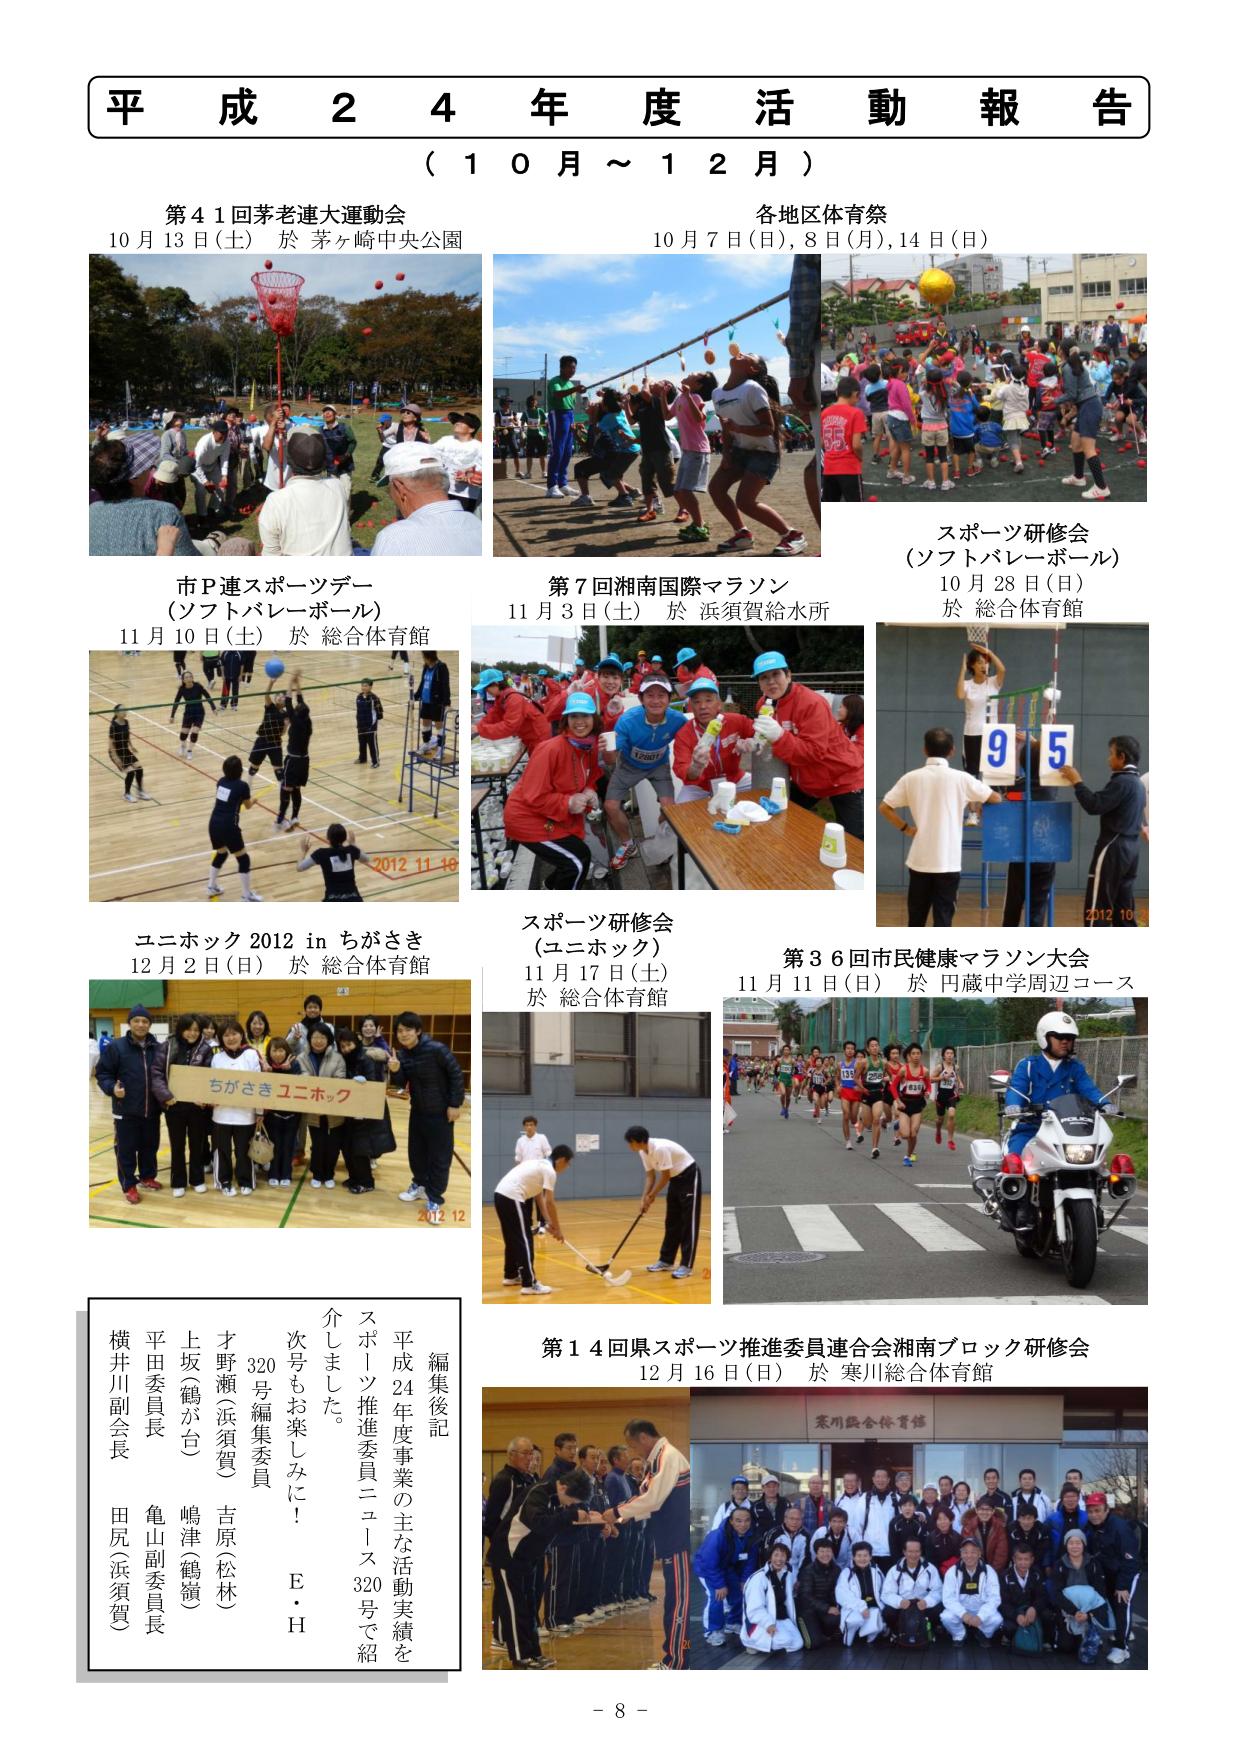 平成２４年度活動報告
（１０月～１２月）
第４１回茅老連大運動会
10月13日(土)　於 茅ヶ崎中央公園
各地区体育祭
10月７日(日), ８日(月),14日(日)
スポーツ研修会
(ソフトバレーボール)
10月28日(日)
於 総合体育館
市Ｐ連スポーツデー
(ソフトバレーボール)
11月10日(土)　於 総合体育館
第７回湘南国際マラソン
11月３日(土)　於 浜須賀給水所
12801
9 5
2012 11 10
2012 10 2
ユニホック 2012 in ちがさき
12月２日(日)　於 総合体育館
スポーツ研修会
(ユニホック)
11月17日(土)
於 総合体育館
第３６回市民健康マラソン大会
11月11日(日)　於 円蔵中学周辺コース
ちがさきユニホック
2012 12
2
135
258
POLICE
編集後記
平成24年度事業の主な活動実績を
スポーツ推進委員ニュース320号で紹
介しました。
次号もお楽しみに！　Ｅ・Ｈ
320号編集委員
才野瀬(浜須賀)　吉原(松林)
上坂(鶴が台)　嶋津(鶴嶺)
平田委員長　亀山副委員長
横井川副会長　田尻(浜須賀)
第１４回県スポーツ推進委員連合会湘南ブロック研修会
12月16日(日)　於 寒川総合体育館
寒川総合体育館
20
- 8 -